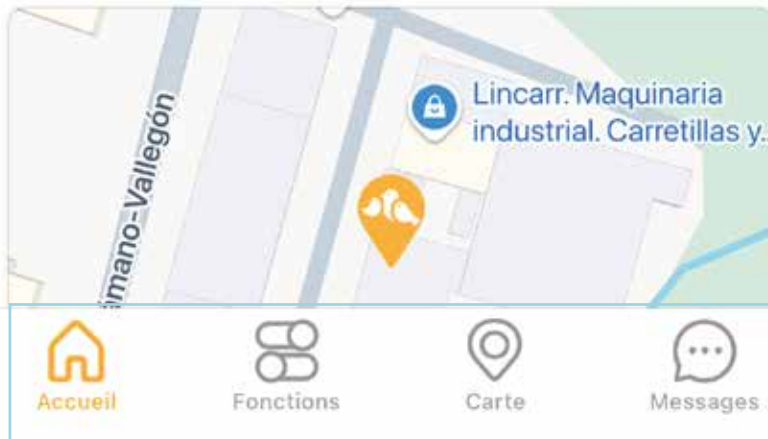 Lincarr. Maquinaria
industrial. Carretillas y..
imano-Vallegón
Accueil
Fonctions
Carte
Messages